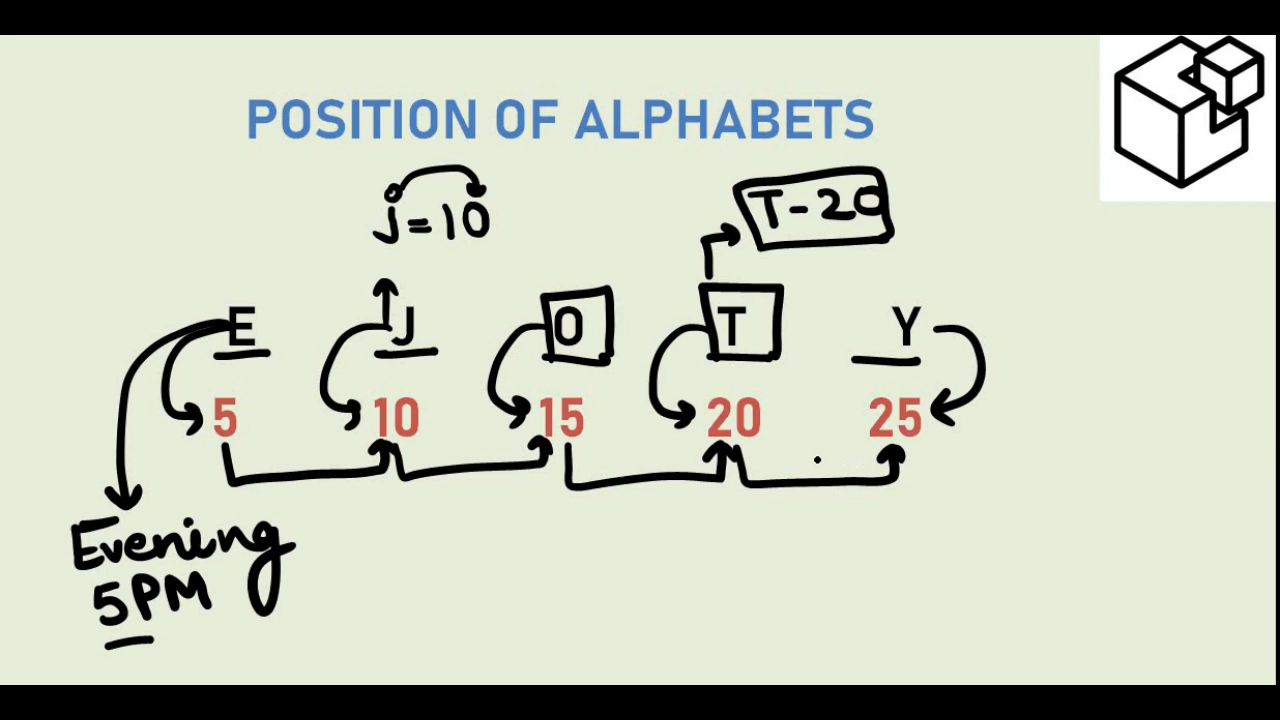 POSITION OF ALPHABETS
j=10 T-20
E J O T Y
5 10 15 20 25
Evening
5PM